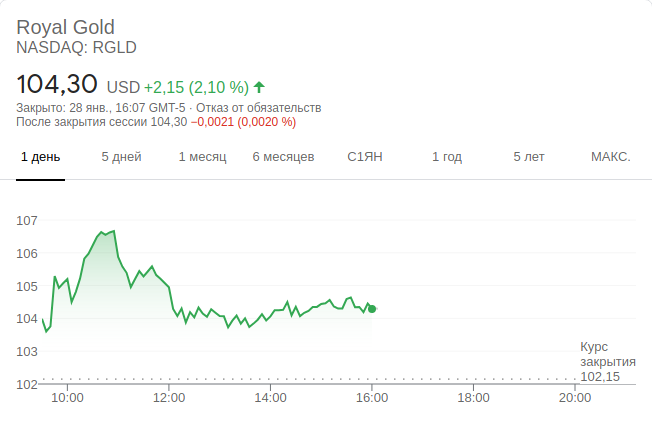 Royal Gold
NASDAQ: RGLD
104,30 USD +2,15 (2,10 %)
Закрыто: 28 янв., 16:07 GMT-5 · Отказ от обязательств
После закрытия сессии 104,30 −0,0021 (0,0020 %)
1 день 5 дней 1 месяц 6 месяцев С1ЯН 1 год 5 лет МАКС.
107
106
105
104
103
102
Курс
закрытия
102,15
10:00 12:00 14:00 16:00 18:00 20:00